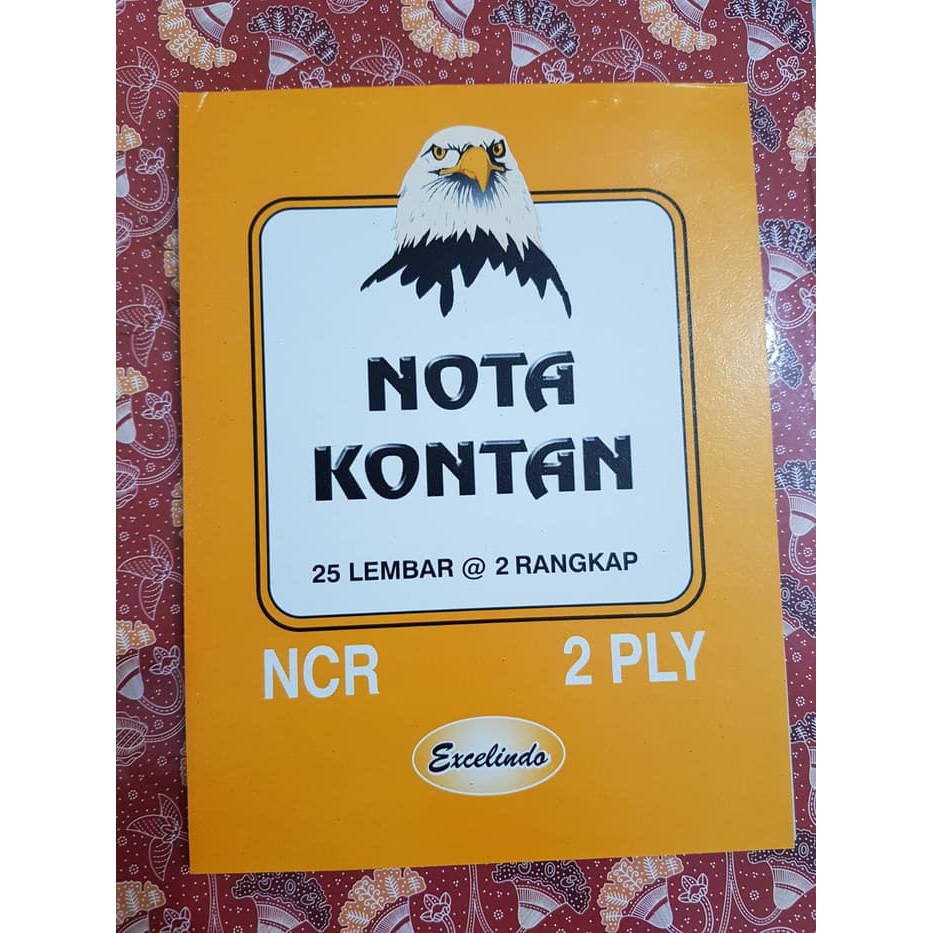 NOTA
KONTAN
25 LEMBAR @ 2 RANGKAP
NCR 2 PLY
Excelindo